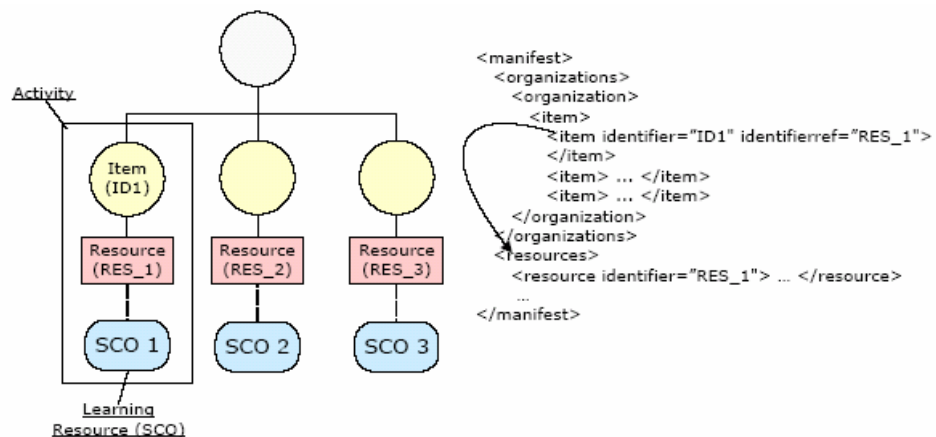 Activity
Item
(ID1)
Resource
(RES_1)
Resource
(RES_2)
Resource
(RES_3)
SCO 1
SCO 2
SCO 3
Learning
Resource (SCO)
<manifest>
<organizations>
<organization>
<item>
<item identifier="ID1" identifierref="RES_1">
</item>
<item> ... </item>
<item> ... </item>
</organization>
</organizations>
<resources>
<resource identifier="RES_1"> ... </resource>
...
</manifest>